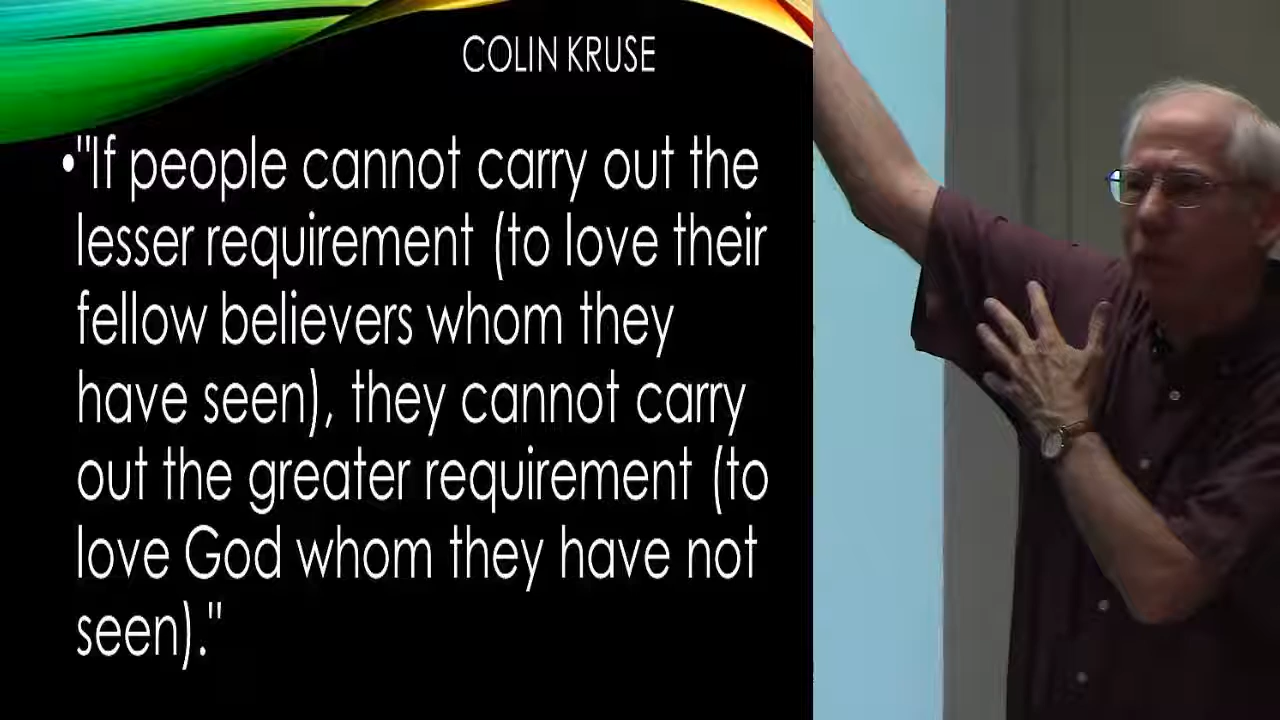 COLIN KRUSE
•"If people cannot carry out the
lesser requirement (to love their
fellow believers whom they
have seen), they cannot carry
out the greater requirement (to
love God whom they have not
seen)."